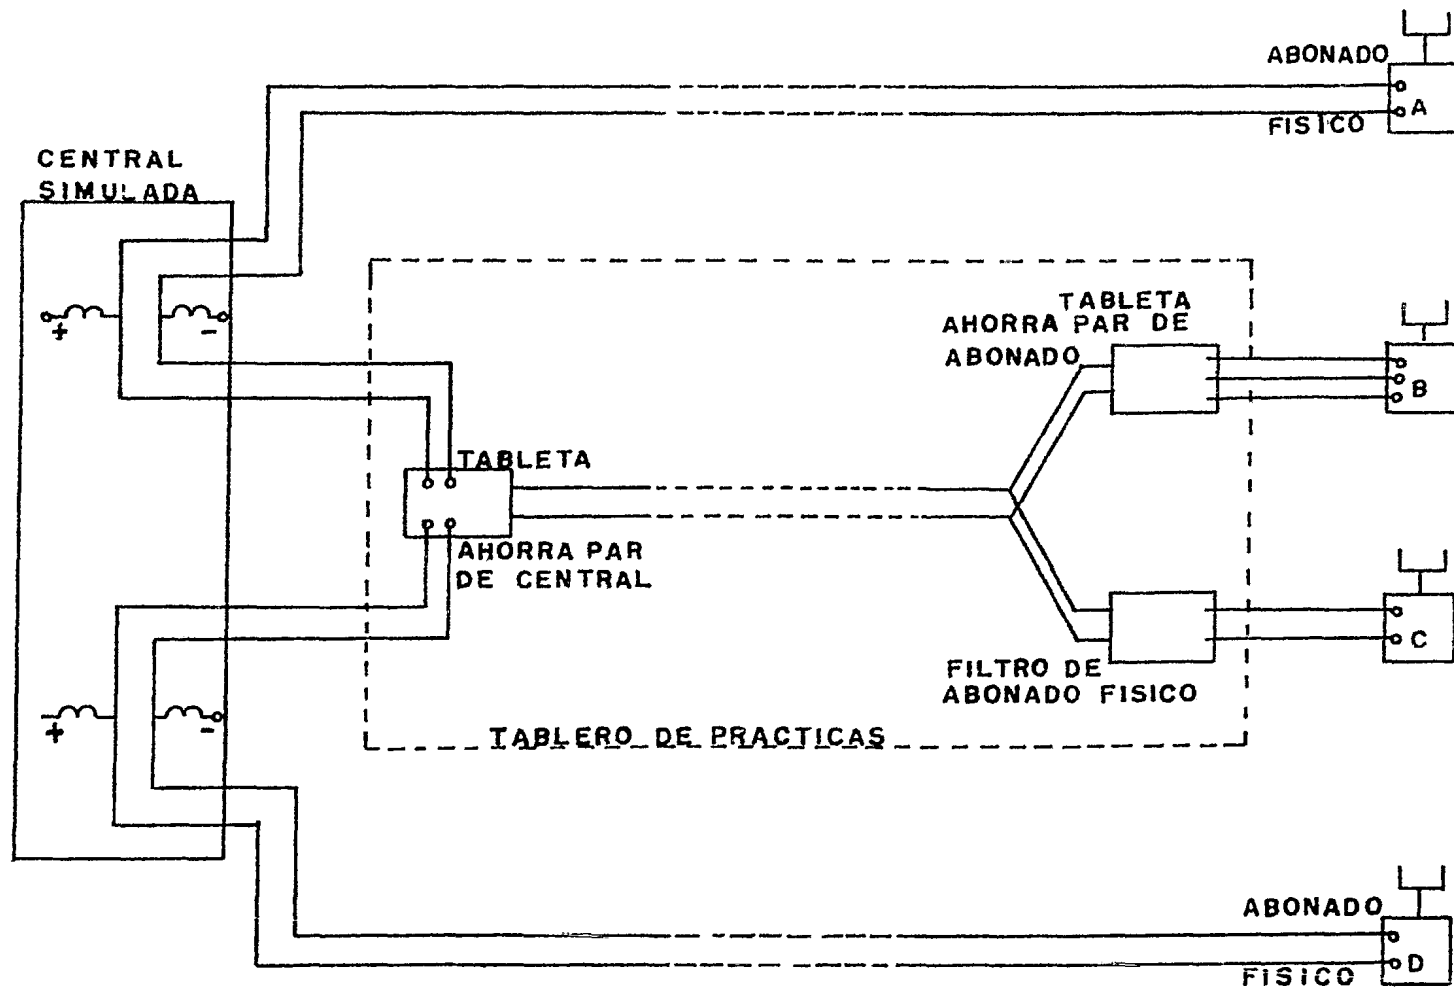 ABONADO
A
FISICO
CENTRAL
SIMULADA
+
-
TABLETA
AHORRA PAR DE
ABONADO
B
TABLETA
AHORRA PAR
DE CENTRAL
C
FILTRO DE
ABONADO FISICO
+
-
TABLERO DE PRACTICAS
ABONADO
D
FISICO